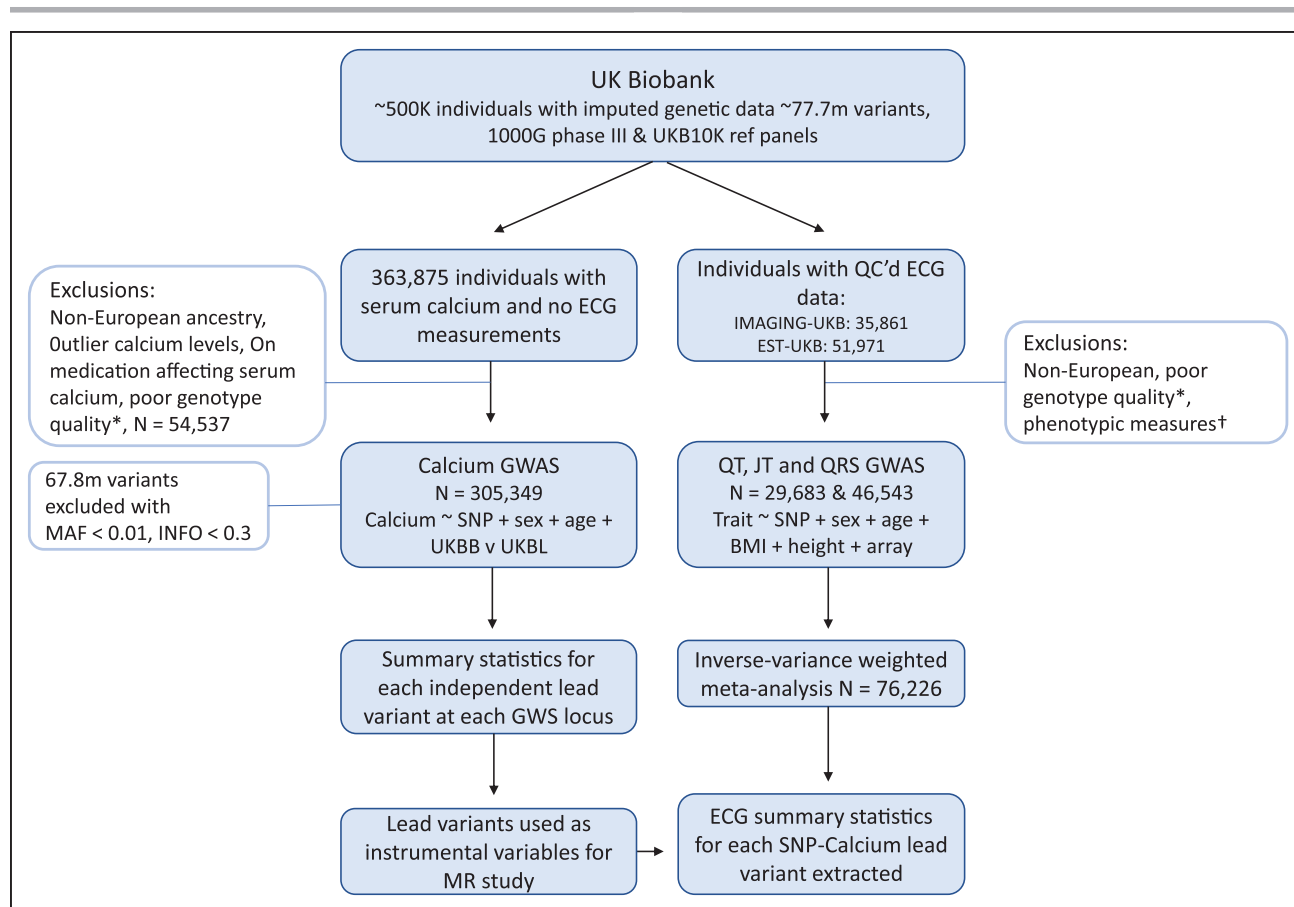 UK Biobank
~500K individuals with imputed genetic data ~77.7m variants,
1000G phase III & UKB10K ref panels
363,875 individuals with
serum calcium and no ECG
measurements
Individuals with QC'd ECG
data:
IMAGING-UKB: 35,861
EST-UKB: 51,971
Exclusions:
Non-European ancestry,
0utlier calcium levels, On
medication affecting serum
calcium, poor genotype
quality*, N = 54,537
Exclusions:
Non-European, poor
genotype quality*,
phenotypic measures†
67.8m variants
excluded with
MAF < 0.01, INFO < 0.3
Calcium GWAS
N = 305,349
Calcium ~ SNP + sex + age +
UKBB v UKBL
QT, JT and QRS GWAS
N = 29,683 & 46,543
Trait ~ SNP + sex + age +
BMI + height + array
Summary statistics for
each independent lead
variant at each GWS locus
Inverse-variance weighted
meta-analysis N = 76,226
Lead variants used as
instrumental variables for
MR study
ECG summary statistics
for each SNP-Calcium lead
variant extracted